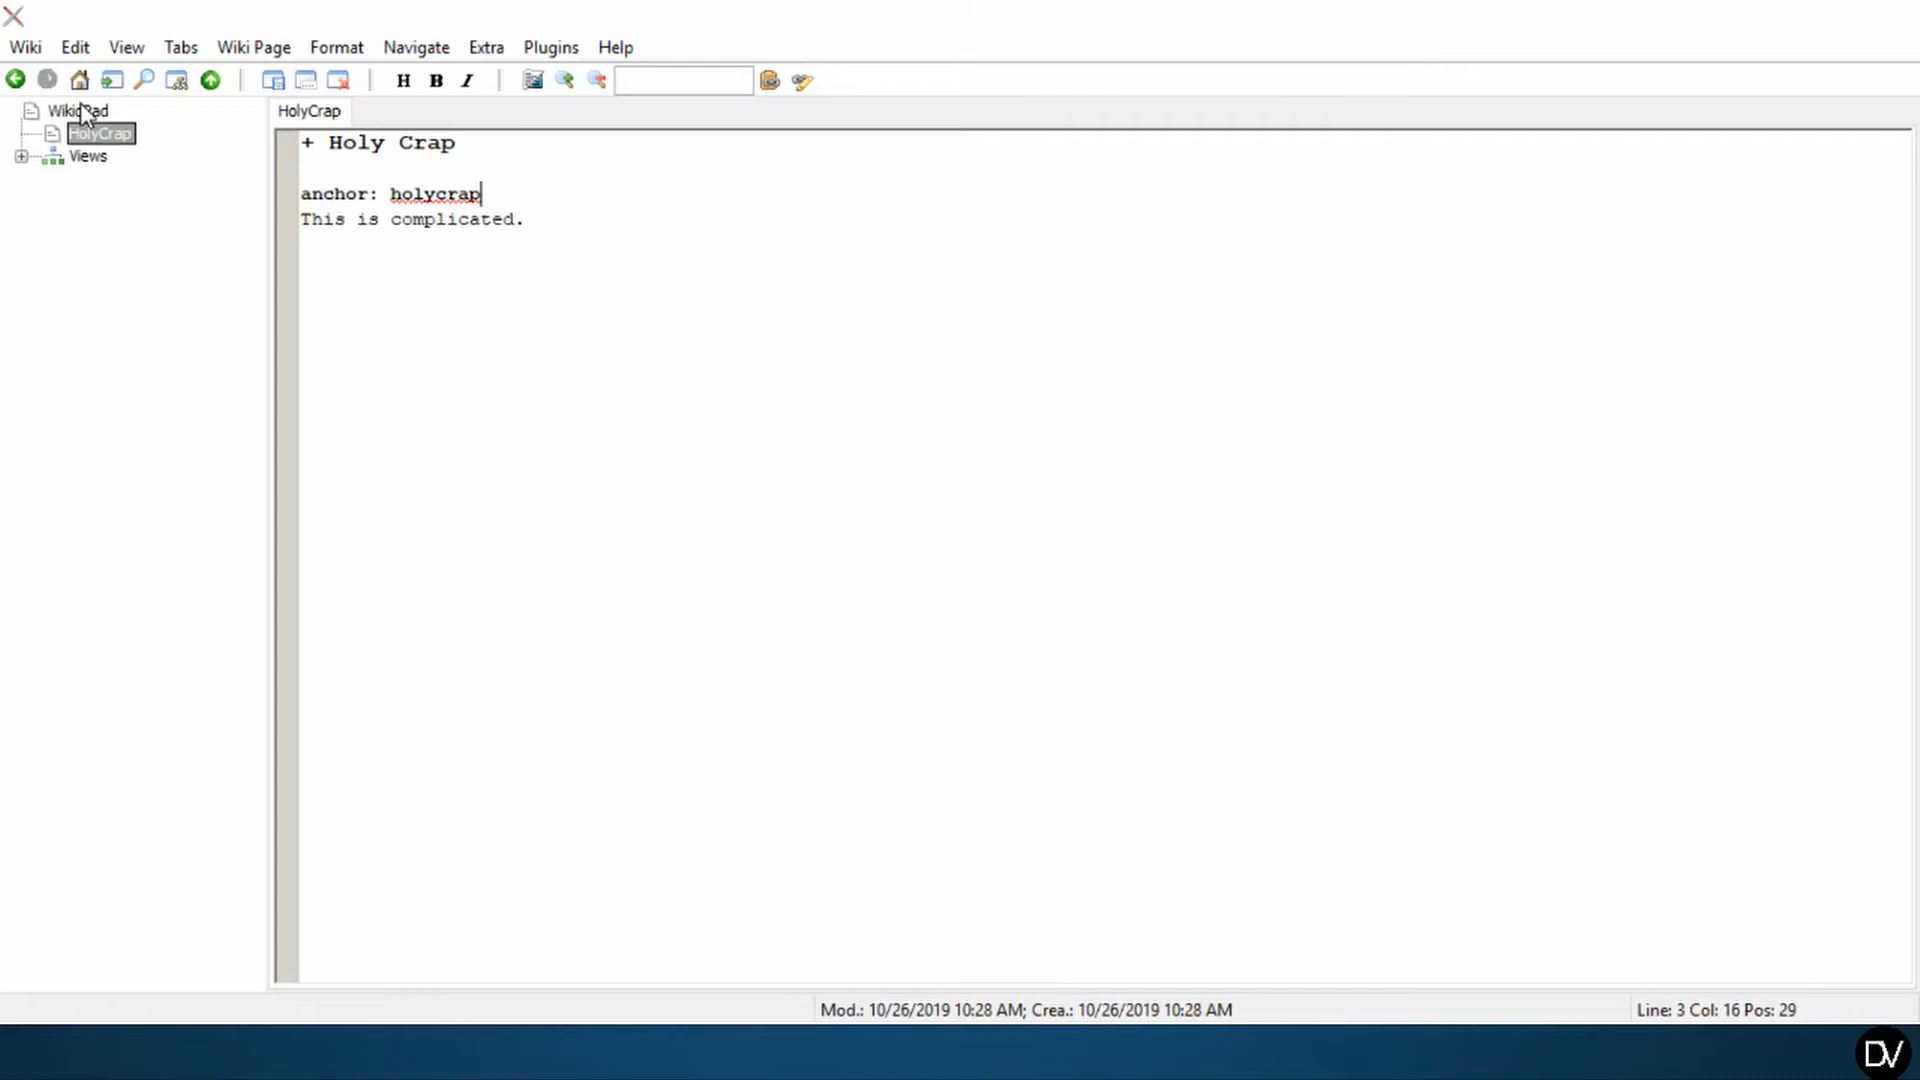 Wiki Edit View Tabs Wiki Page Format Navigate Extra Plugins Help
H B I
HolyCrap
Views
HolyCrap
+ Holy Crap
anchor: holycrap
This is complicated.
Mod.: 10/26/2019 10:28 AM; Crea.: 10/26/2019 10:28 AM
Line: 3 Col: 16 Pos: 29
DV